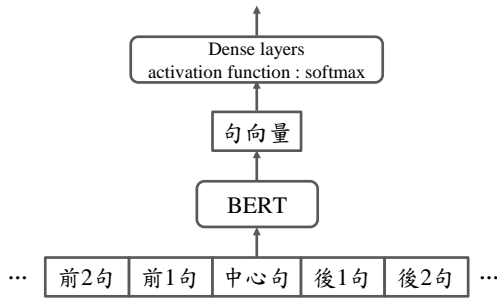 Dense layers
activation function : softmax
句向量
BERT
… 前2句 前1句 中心句 後1句 後2句 …